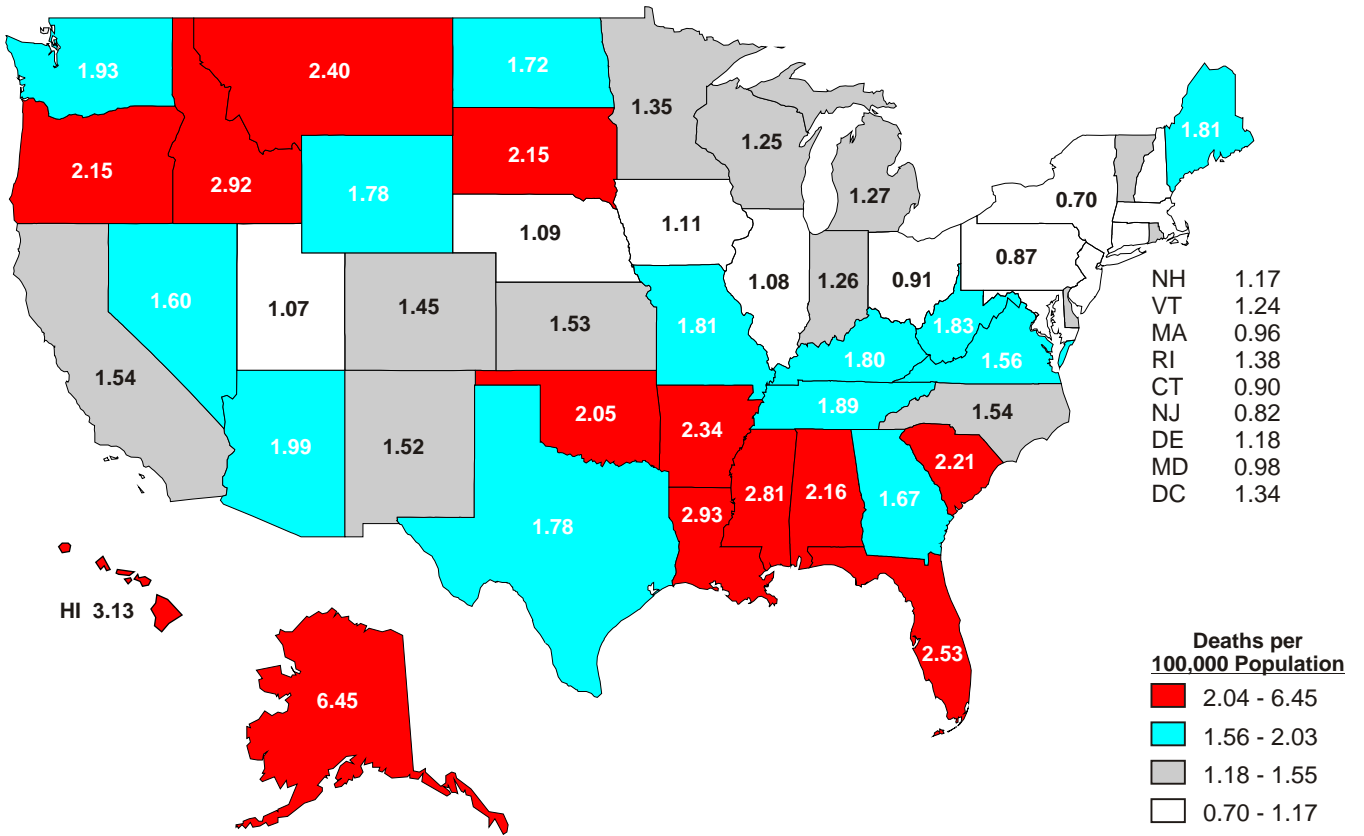 1.93
2.40
1.72
1.35
2.15
2.92
1.78
2.15
1.25
1.27
1.81
0.70
1.09
1.11
1.08
1.26
0.91
0.87
1.60
1.07
1.45
1.53
1.81
1.80
1.83
1.56
1.54
1.99
1.52
2.05
2.34
1.89
1.54
1.78
2.93
2.81
2.16
1.67
2.21
2.53
HI 3.13
6.45
NH 1.17
VT 1.24
MA 0.96
RI 1.38
CT 0.90
NJ 0.82
DE 1.18
MD 0.98
DC 1.34
Deaths per
100,000 Population
2.04 - 6.45
1.56 - 2.03
1.18 - 1.55
0.70 - 1.17